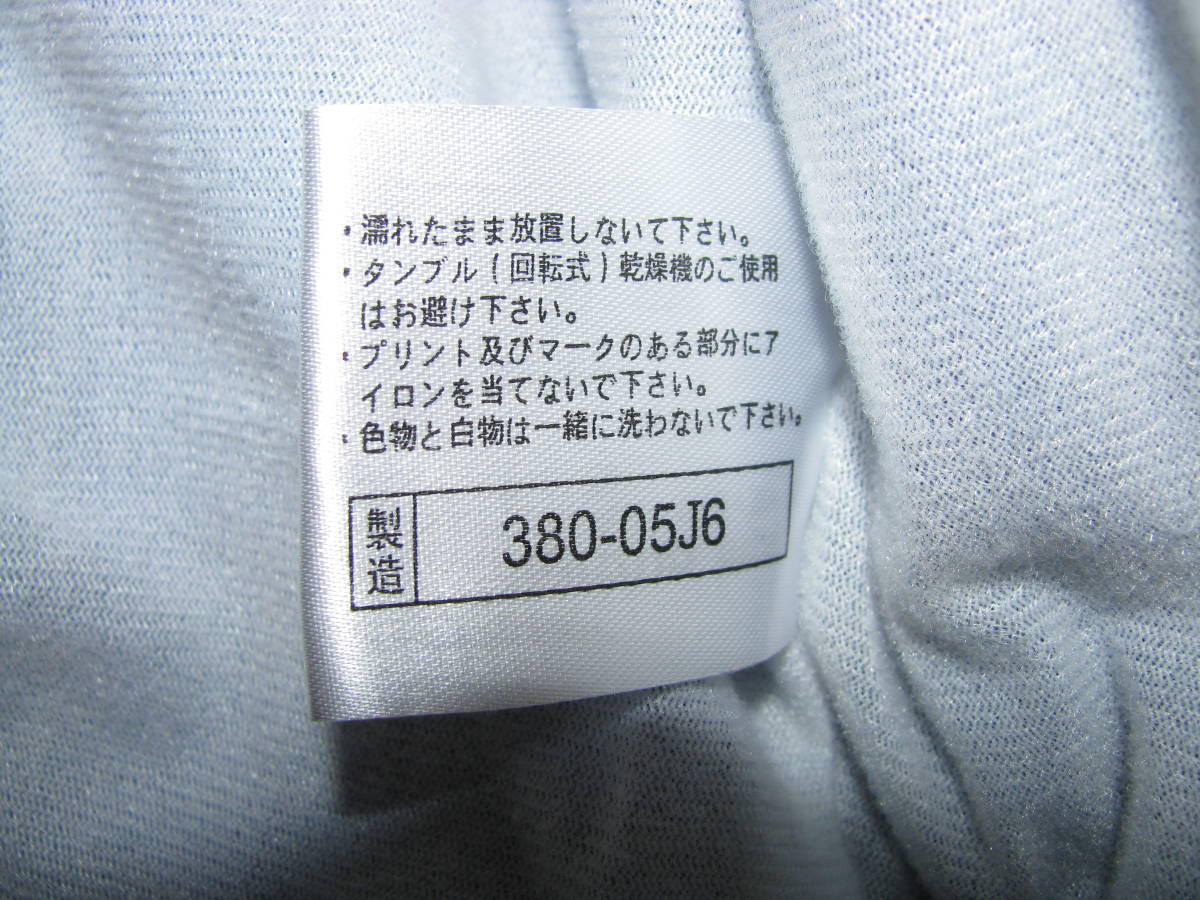 ・濡れたまま放置しないで下さい。
・タンブル(回転式)乾燥機のご使用
はお避け下さい。
・プリント及びマークのある部分にア
イロンを当てないで下さい。
・色物と白物は一緒に洗わないで下さい。
製造 380-05J6